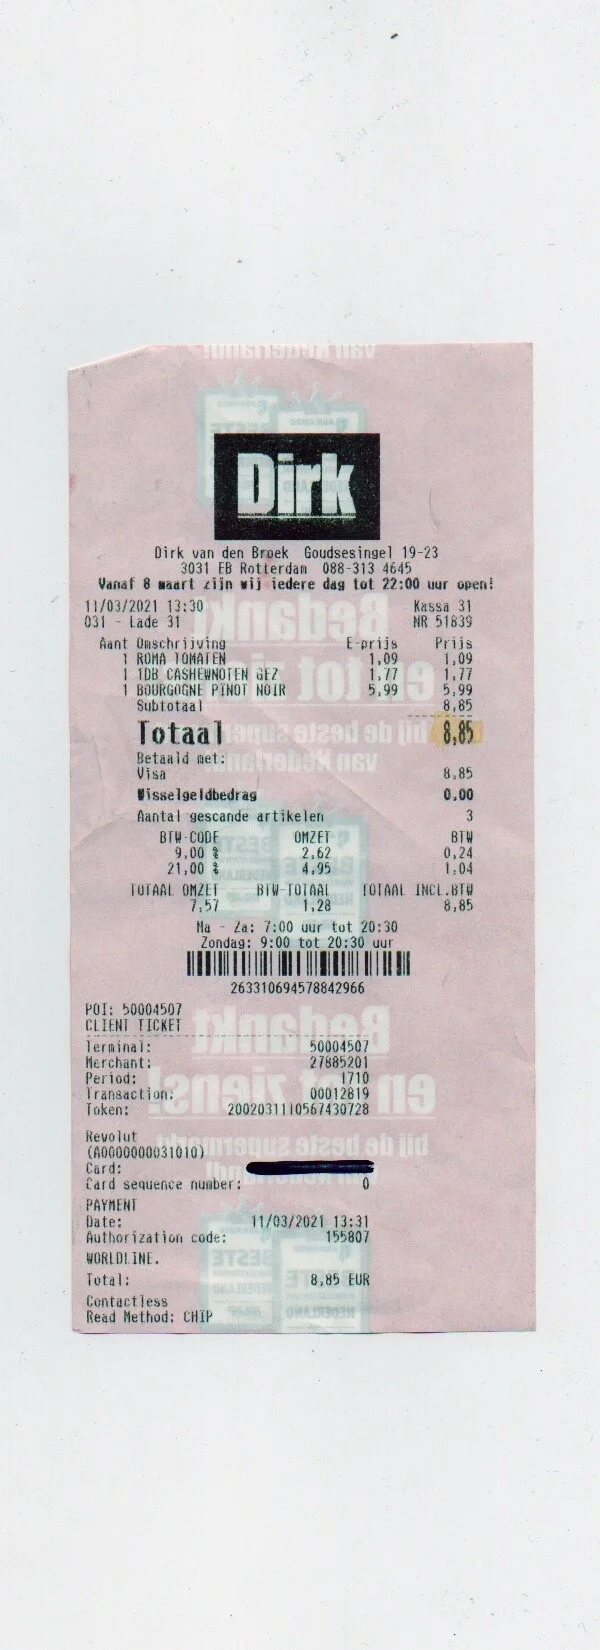 Dirk
Dirk van den Broek Goudsesingel 19-23
3031 EB Rotterdam 088-313 4645
Vanaf 8 maart zijn wij iedere dag tot 22:00 uur open!
11/03/2021 13:30 Kassa 31
031 - Lade 31 NR 51839
Aant Omschrijving E-prijs Prijs
1 ROMA TOMATEN 1,09 1,09
1 1DB CASHEWNOTEN GEZ 1,77 1,77
1 BOURGOGNE PINOT NOIR 5,99 5,99
Subtotaal 8,85
Totaal 8,85
Betaald met:
Visa 8,85
Wisselgeldbedrag 0,00
Aantal gescande artikelen 3
BTW-CODE OMZET BTW
9,00 % 2,62 0,24
21,00 % 4,95 1,04
TOTAAL OMZET BTW-TOTAAL TOTAAL INCL.BTW
7,57 1,28 8,85
Ma - Za: 7:00 uur tot 20:30
Zondag: 9:00 tot 20:30 uur
263310694578842966
POI: 50004507
CLIENT TICKET
Terminal: 50004507
Merchant: 27885201
Period: 1710
Transaction: 00012819
Token: 2002031110567430728
Revolut
(A0000000031010)
Card:
Card sequence number: 0
PAYMENT
Date: 11/03/2021 13:31
Authorization code: 155807
WORLDLINE.
Total: 8,85 EUR
Contactless
Read Method: CHIP